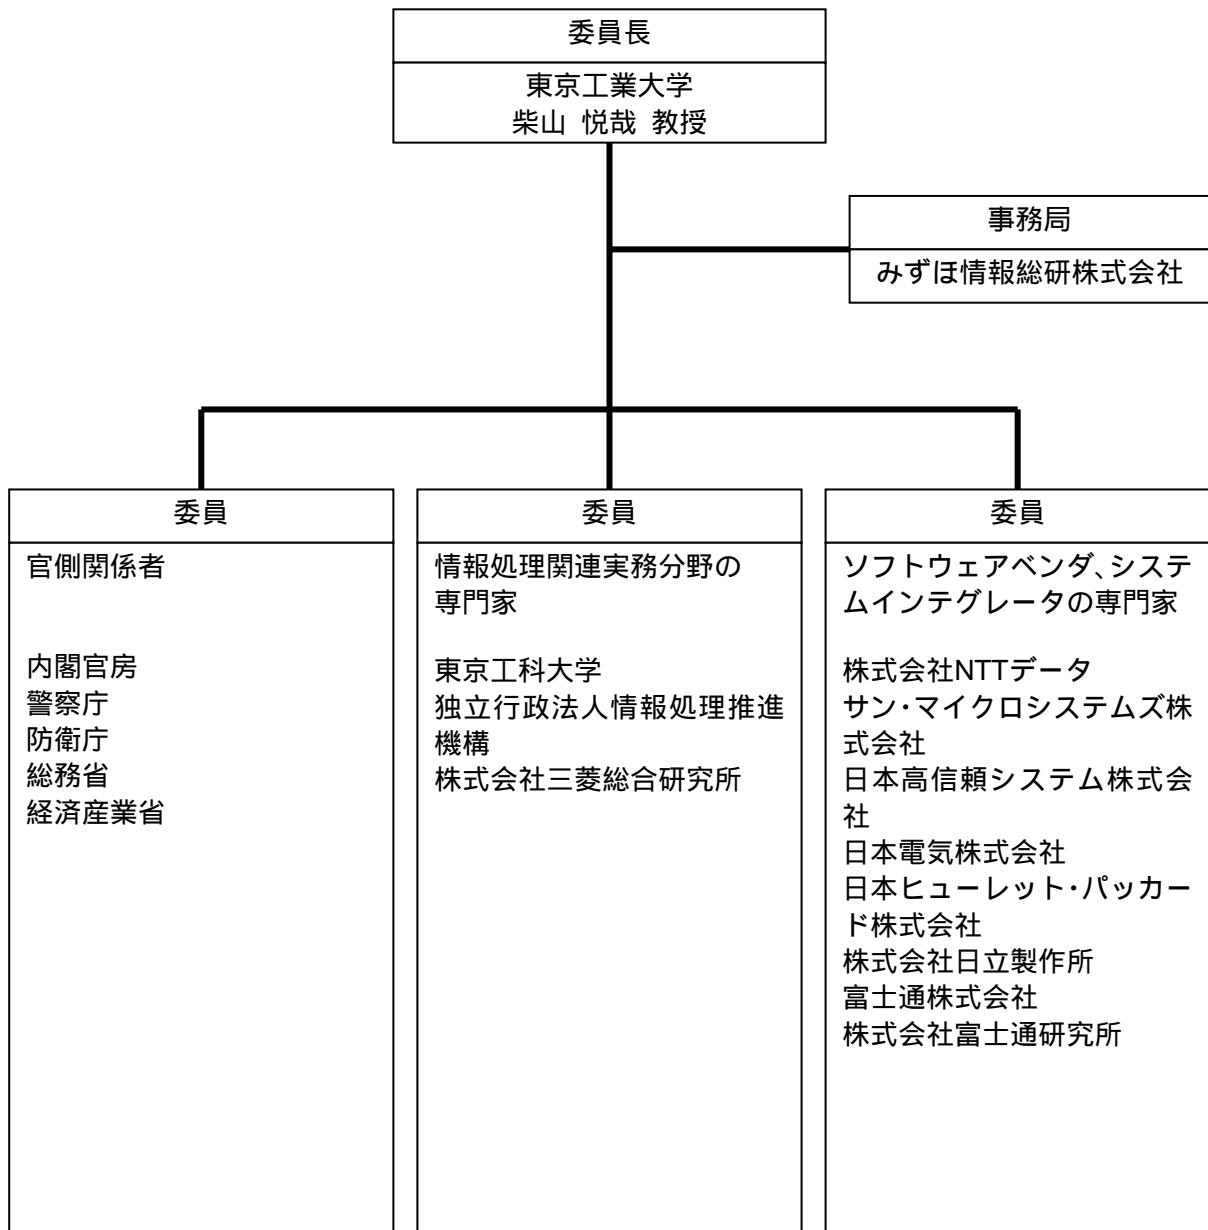 委員長
東京工業大学
柴山 悦哉 教授
事務局
みずほ情報総研株式会社
委員
官側関係者
内閣官房
警察庁
防衛庁
総務省
経済産業省
委員
情報処理関連実務分野の
専門家
東京工科大学
独立行政法人情報処理推進
機構
株式会社三菱総合研究所
委員
ソフトウェアベンダ、システ
ムインテグレータの専門家
株式会社NTTデータ
サン・マイクロシステムズ株
式会社
日本高信頼システム株式会
社
日本電気株式会社
日本ヒューレット・パッカー
ド株式会社
株式会社日立製作所
富士通株式会社
株式会社富士通研究所